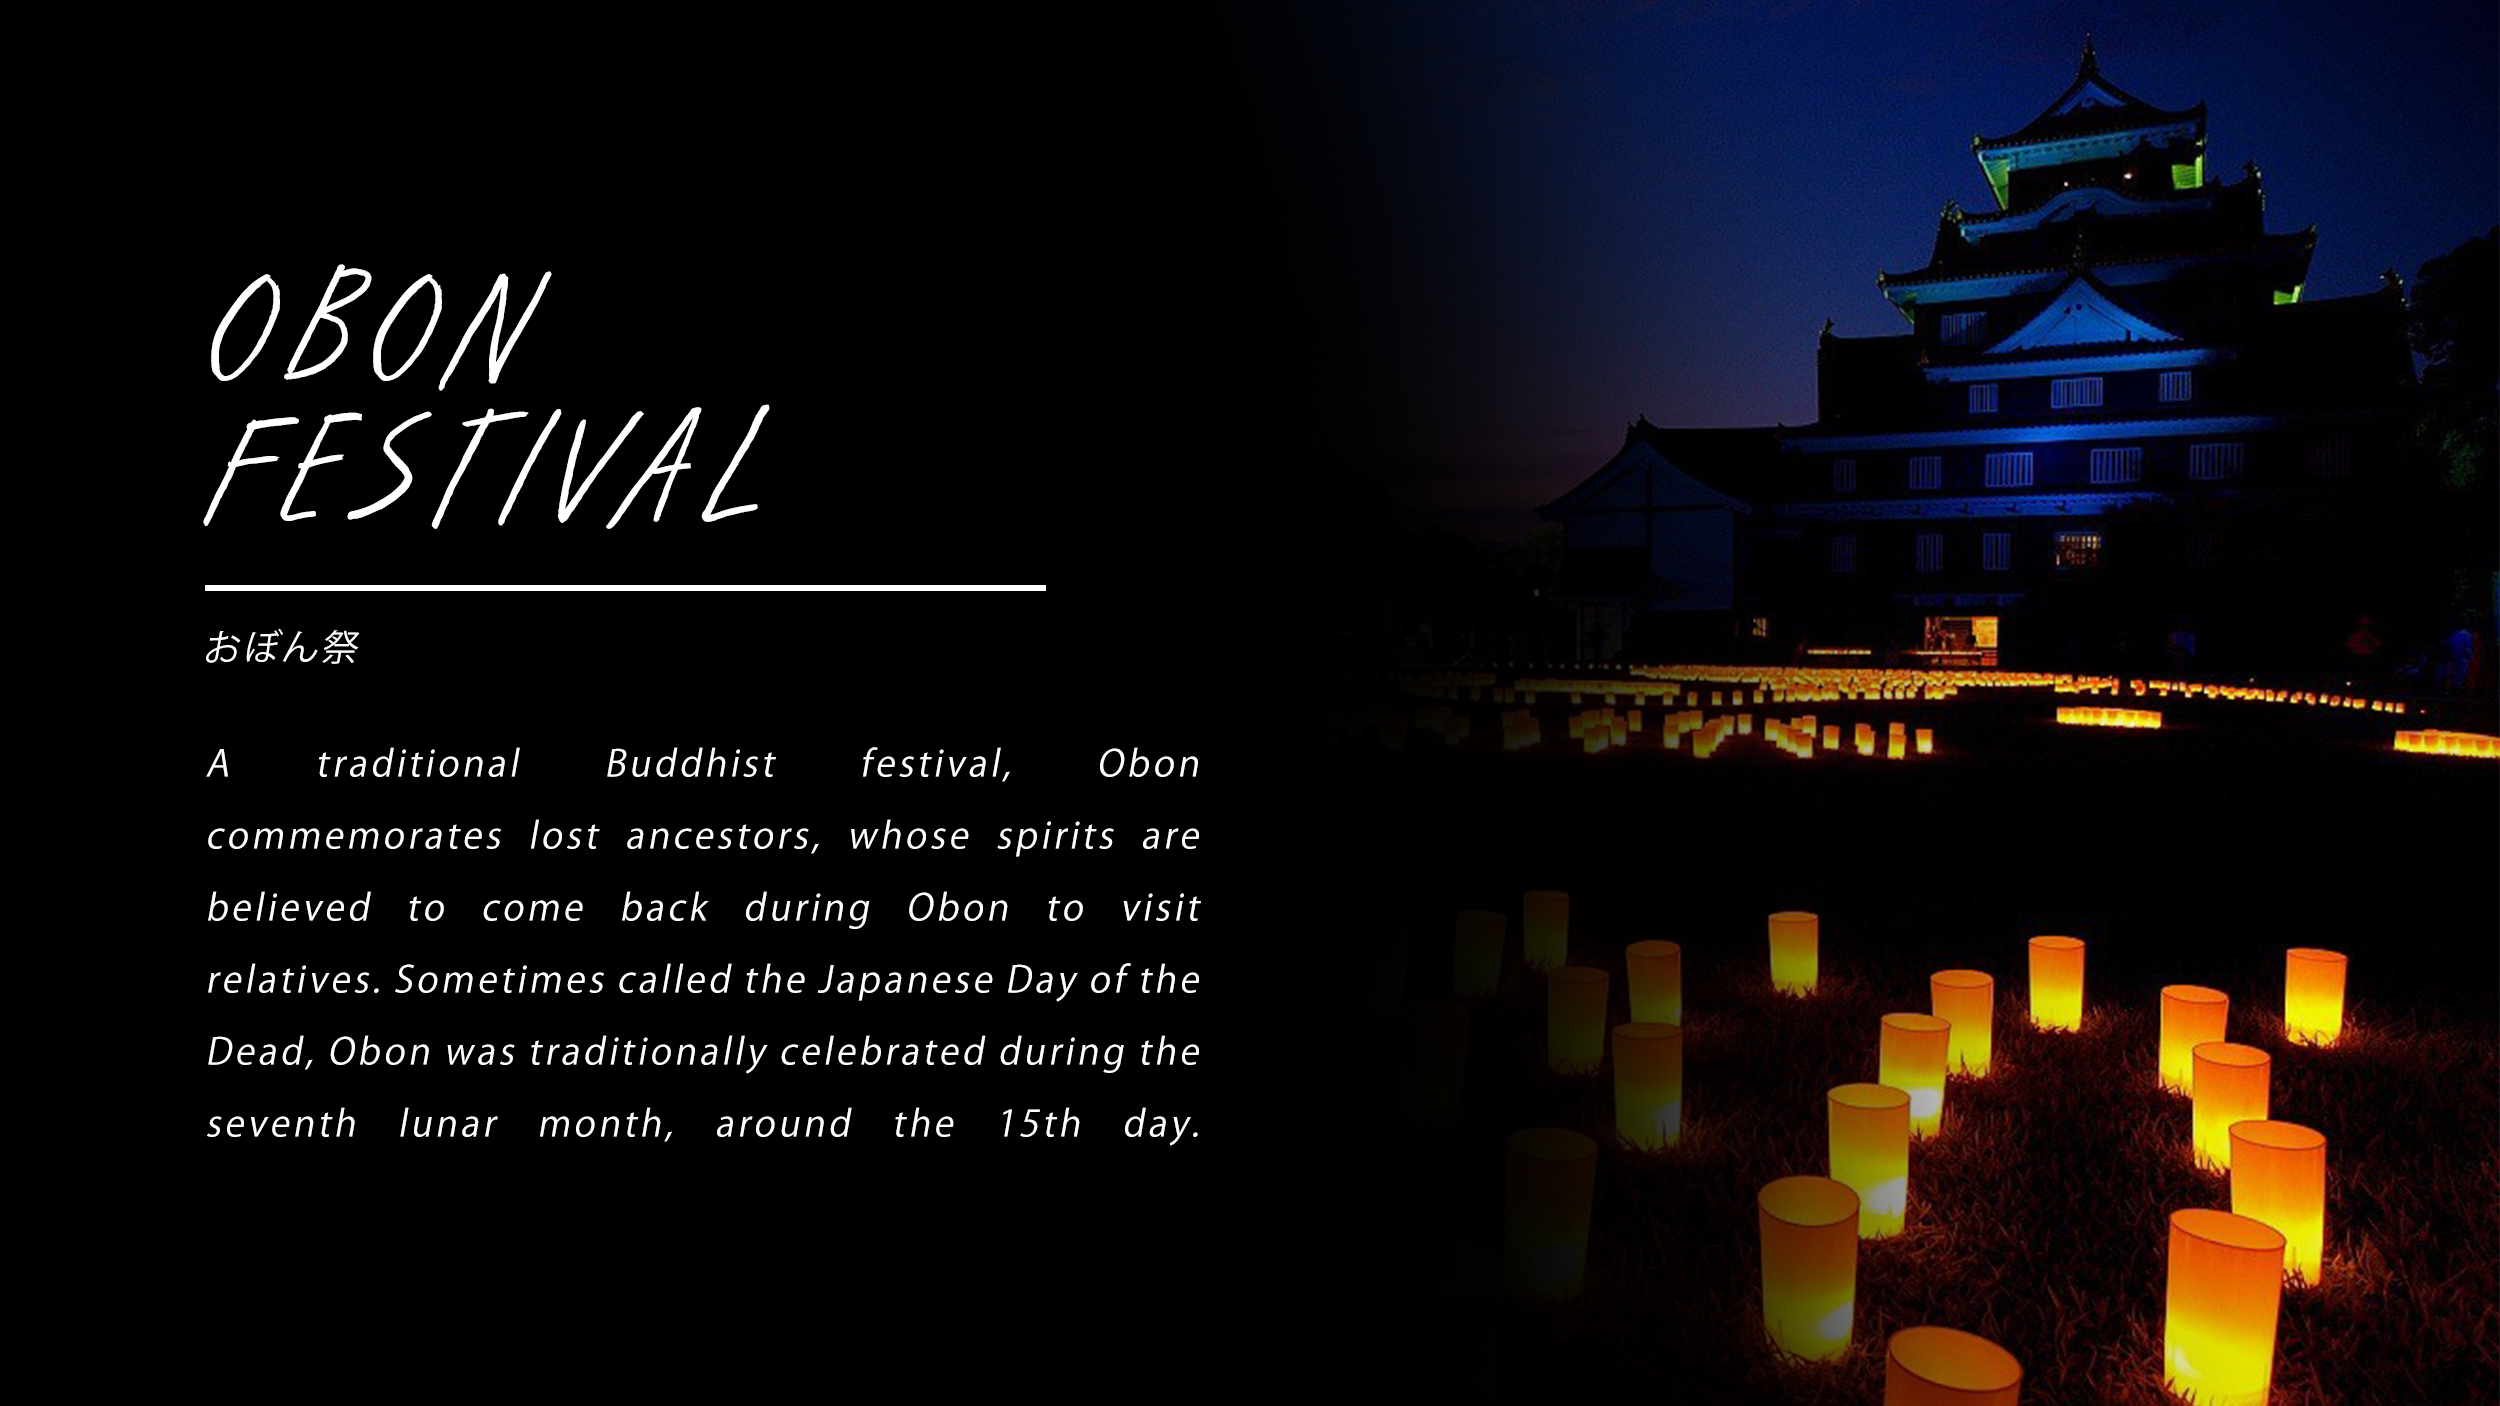 OBON
FESTIVAL
おぼん祭
A traditional Buddhist festival, Obon
commemorates lost ancestors, whose spirits are
believed to come back during Obon to visit
relatives. Sometimes called the Japanese Day of the
Dead, Obon was traditionally celebrated during the
seventh lunar month, around the 15th day.